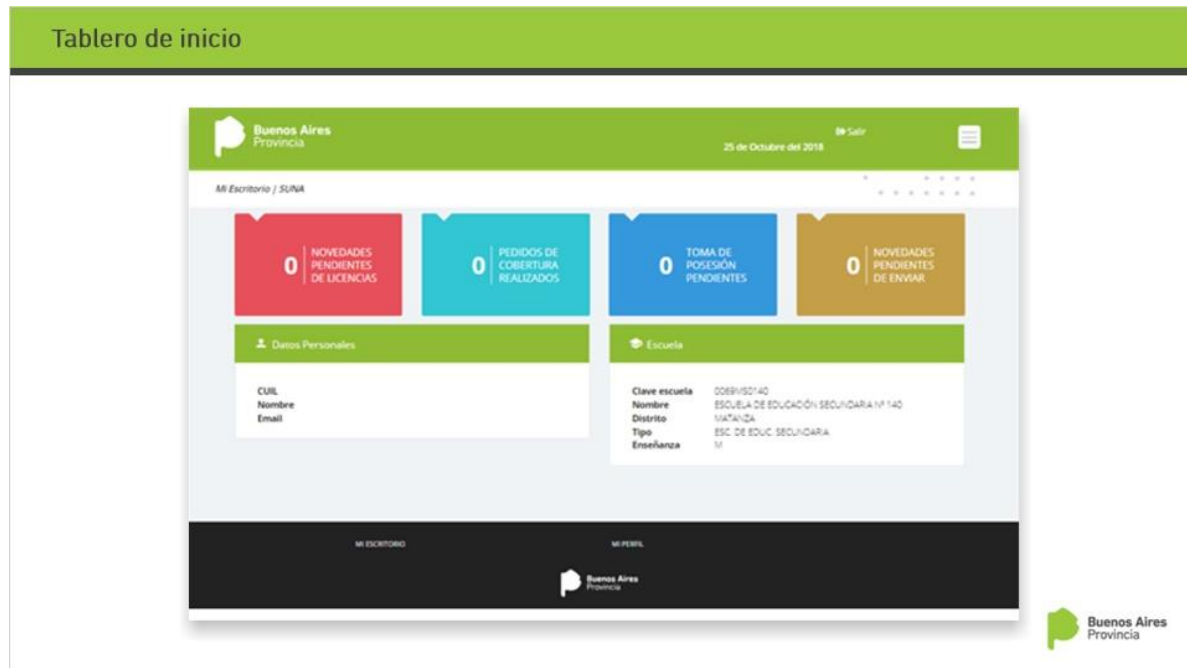 Tablero de inicio
Buenos Aires
Provincia
Salir
25 de Octubre del 2018
Mi Escritorio / SUNA
0
NOVEDADES
PENDIENTES
DE LICENCIAS
0
PEDIDOS DE
COBERTURA
REALIZADOS
0
TOMA DE
POSESIÓN
PENDIENTES
0
NOVEDADES
PENDIENTES
DE ENVIAR
Datos Personales
CUIL
Nombre
Email
Escuela
Clave escuela 0069MS0140
Nombre ESCUELA DE EDUCACIÓN SECUNDARIA Nº 140
Distrito MATANZA
Tipo ESC. DE EDUC. SECUNDARIA
Enseñanza M
MI ESCRITORIO
MI PERFIL
Buenos Aires
Provincia
Buenos Aires
Provincia